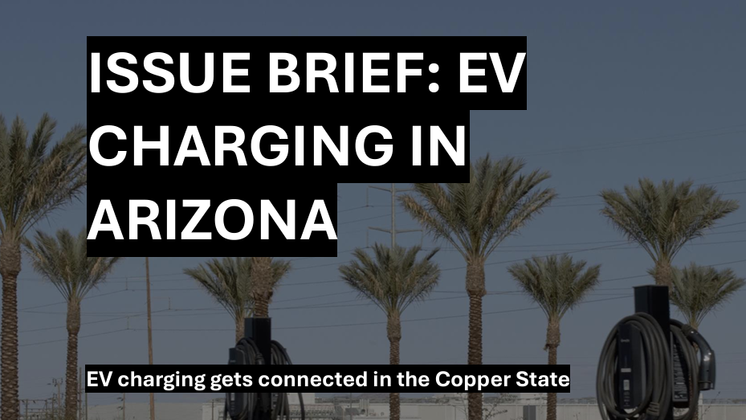 ISSUE BRIEF: EV
CHARGING IN
ARIZONA
EV charging gets connected in the Copper State